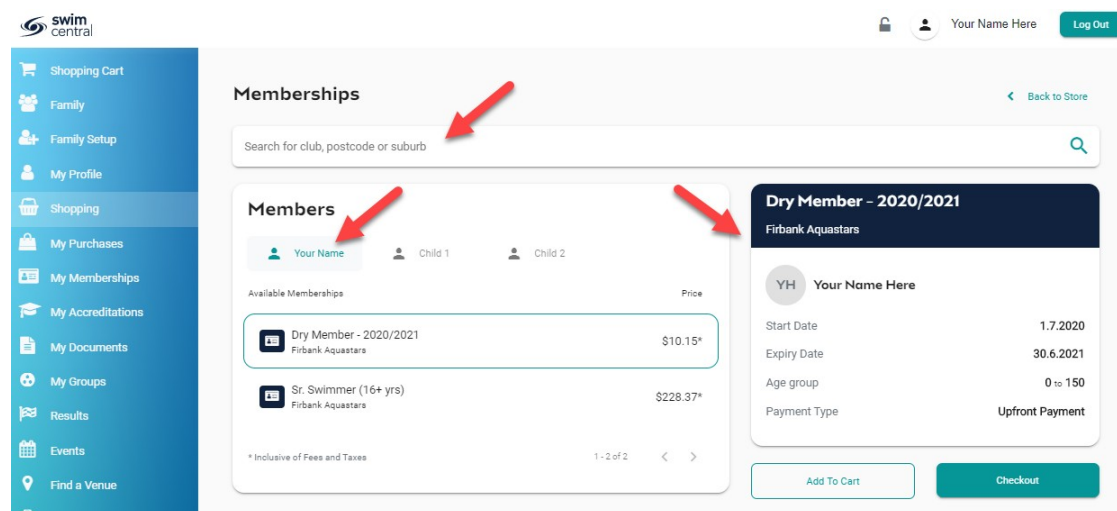 swim
central
Your Name Here
Log Out
Shopping Cart
Family
Family Setup
My Profile
Shopping
My Purchases
My Memberships
My Accreditations
My Documents
My Groups
Results
Events
Find a Venue
Memberships
Back to Store
Search for club, postcode or suburb
Members
Your Name Child 1 Child 2
Available Memberships Price
Dry Member - 2020/2021
Firbank Aquastars
$10.15*
Sr. Swimmer (16+ yrs)
Firbank Aquastars
$228.37*
* Inclusive of Fees and Taxes 1 - 2 of 2
Dry Member - 2020/2021
Firbank Aquastars
YH Your Name Here
Start Date 1.7.2020
Expiry Date 30.6.2021
Age group 0 to 150
Payment Type Upfront Payment
Add To Cart Checkout